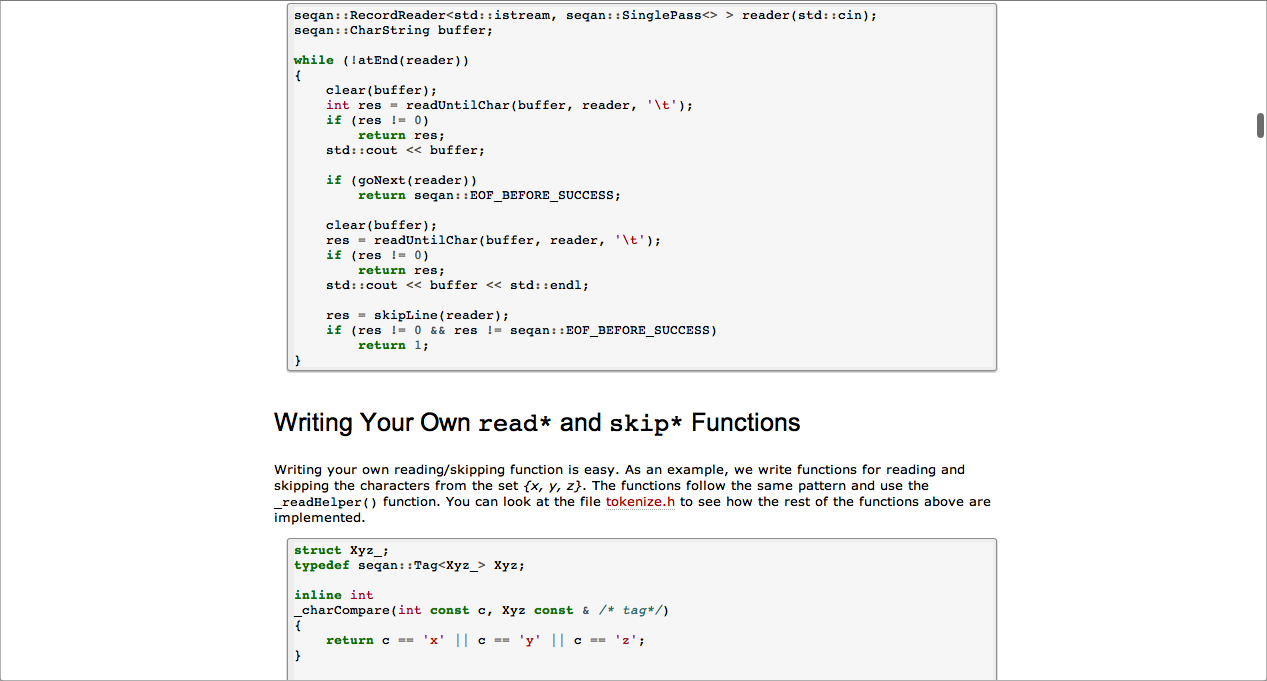 seqan::RecordReader<std::istream, seqan::SinglePass<> > reader(std::cin);
seqan::CharString buffer;
while (!atEnd(reader))
{
    clear(buffer);
    int res = readUntilChar(buffer, reader, '\t');
    if (res != 0)
        return res;
    std::cout << buffer;
    if (goNext(reader))
        return seqan::EOF_BEFORE_SUCCESS;
    clear(buffer);
    res = readUntilChar(buffer, reader, '\t');
    if (res != 0)
        return res;
    std::cout << buffer << std::endl;
    res = skipLine(reader);
    if (res != 0 && res != seqan::EOF_BEFORE_SUCCESS)
        return 1;
}
Writing Your Own read* and skip* Functions
Writing your own reading/skipping function is easy. As an example, we write functions for reading and
skipping the characters from the set {x, y, z}. The functions follow the same pattern and use the
_readHelper() function. You can look at the file tokenize.h to see how the rest of the functions above are
implemented.
struct Xyz_;
typedef seqan::Tag<Xyz_> Xyz;
inline int
_charCompare(int const c, Xyz const & /* tag*/)
{
    return c == 'x' || c == 'y' || c == 'z';
}